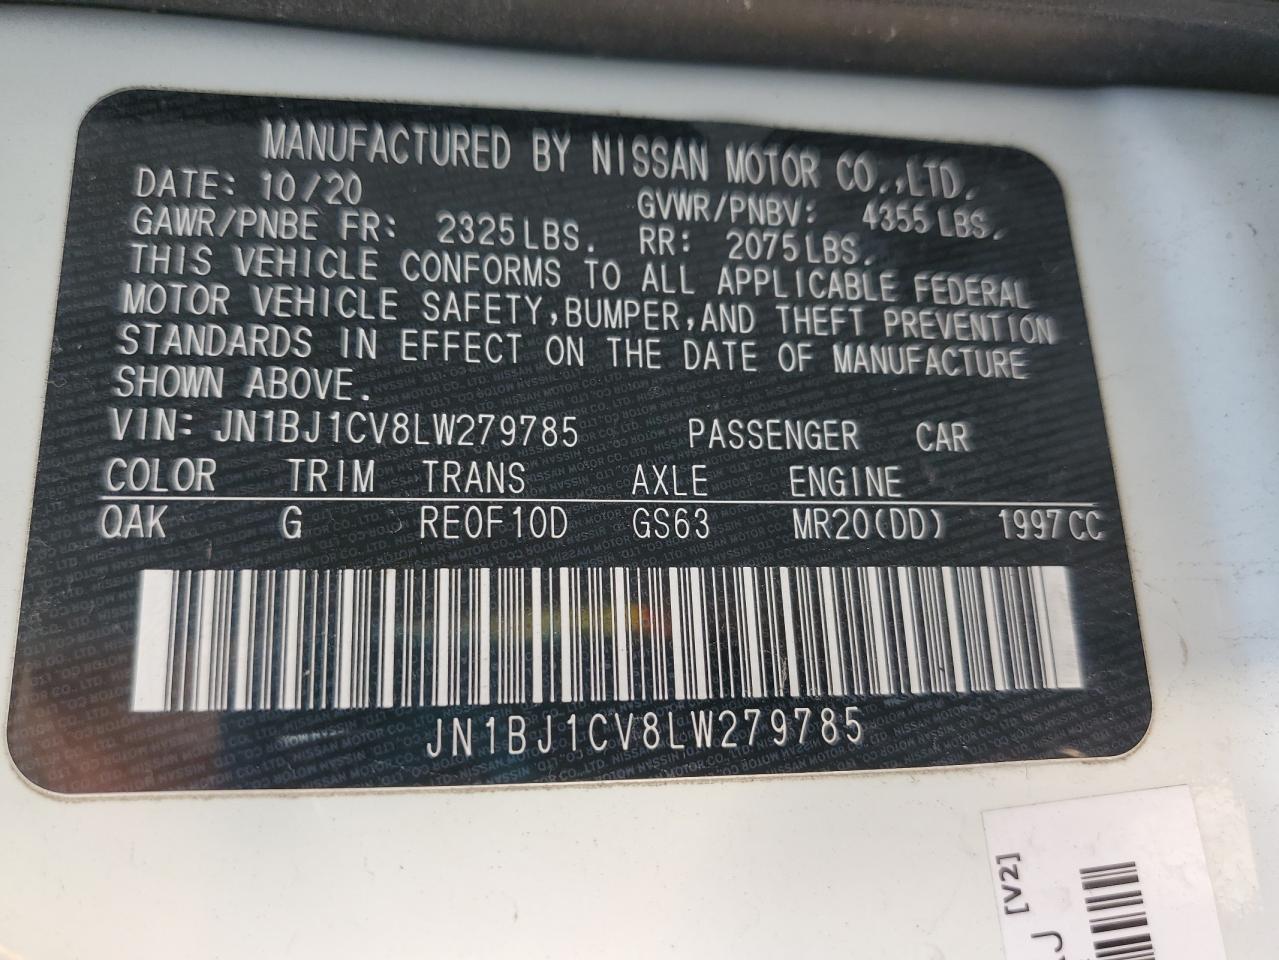 MANUFACTURED BY NISSAN MOTOR CO.,LTD.
DATE: 10/20 GVWR/PNBV: 4355 LBS.
GAWR/PNBE FR: 2325 LBS. RR: 2075 LBS.
THIS VEHICLE CONFORMS TO ALL APPLICABLE FEDERAL
MOTOR VEHICLE SAFETY,BUMPER,AND THEFT PREVENTION
STANDARDS IN EFFECT ON THE DATE OF MANUFACTURE
SHOWN ABOVE.
VIN: JN1BJ1CV8LW279785 PASSENGER CAR
COLOR TRIM TRANS AXLE ENGINE
QAK G RE0F10D GS63 MR20(DD) 1997CC
JN1BJ1CV8LW279785
[V2]